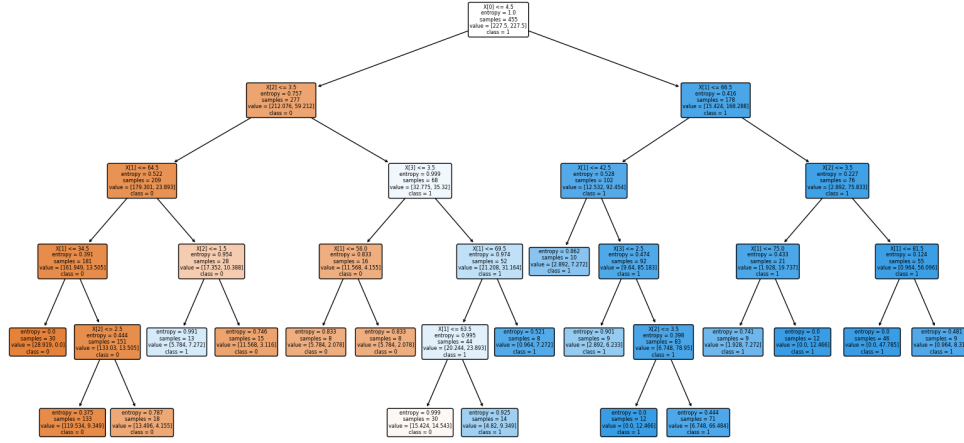 X[0] <= 4.5
entropy = 1.0
samples = 455
value = [227.5, 227.5]
class = 1
X[2] <= 3.5
entropy = 0.757
samples = 277
value = [212.076, 59.212]
class = 0
X[1] <= 66.5
entropy = 0.416
samples = 178
value = [15.424, 168.288]
class = 1
X[1] <= 64.5
entropy = 0.522
samples = 209
value = [179.301, 23.893]
class = 0
X[3] <= 3.5
entropy = 0.999
samples = 68
value = [32.775, 35.32]
class = 1
X[1] <= 42.5
entropy = 0.528
samples = 102
value = [12.532, 92.454]
class = 1
X[2] <= 3.5
entropy = 0.227
samples = 76
value = [2.892, 75.833]
class = 1
X[1] <= 34.5
entropy = 0.391
samples = 181
value = [161.949, 13.505]
class = 0
X[2] <= 1.5
entropy = 0.954
samples = 28
value = [17.352, 10.388]
class = 0
X[1] <= 56.0
entropy = 0.833
samples = 16
value = [11.568, 4.155]
class = 0
X[1] <= 69.5
entropy = 0.974
samples = 52
value = [21.208, 31.164]
class = 1
entropy = 0.862
samples = 10
value = [2.892, 7.272]
class = 1
X[3] <= 2.5
entropy = 0.474
samples = 92
value = [9.64, 85.183]
class = 1
X[1] <= 75.0
entropy = 0.433
samples = 21
value = [1.928, 19.737]
class = 1
X[1] <= 81.5
entropy = 0.124
samples = 55
value = [0.964, 56.096]
class = 1
entropy = 0.0
samples = 30
value = [28.919, 0.0]
class = 0
X[2] <= 2.5
entropy = 0.444
samples = 151
value = [133.03, 13.505]
class = 0
entropy = 0.991
samples = 13
value = [5.784, 7.272]
class = 1
entropy = 0.746
samples = 15
value = [11.568, 3.116]
class = 0
entropy = 0.833
samples = 8
value = [5.784, 2.078]
class = 0
entropy = 0.833
samples = 8
value = [5.784, 2.078]
class = 0
X[1] <= 63.5
entropy = 0.995
samples = 44
value = [20.244, 23.893]
class = 1
entropy = 0.521
samples = 8
value = [0.964, 7.272]
class = 1
entropy = 0.901
samples = 9
value = [2.892, 6.233]
class = 1
X[2] <= 3.5
entropy = 0.398
samples = 83
value = [6.748, 78.95]
class = 1
entropy = 0.741
samples = 9
value = [1.928, 7.272]
class = 1
entropy = 0.0
samples = 12
value = [0.0, 12.466]
class = 1
entropy = 0.0
samples = 46
value = [0.0, 47.785]
class = 1
entropy = 0.481
samples = 9
value = [0.964, 8.31
class = 1
entropy = 0.375
samples = 133
value = [119.534, 9.349]
class = 0
entropy = 0.787
samples = 18
value = [13.496, 4.155]
class = 0
entropy = 0.999
samples = 30
value = [15.424, 14.543]
class = 0
entropy = 0.925
samples = 14
value = [4.82, 9.349]
class = 1
entropy = 0.0
samples = 12
value = [0.0, 12.466]
class = 1
entropy = 0.444
samples = 71
value = [6.748, 66.484]
class = 1